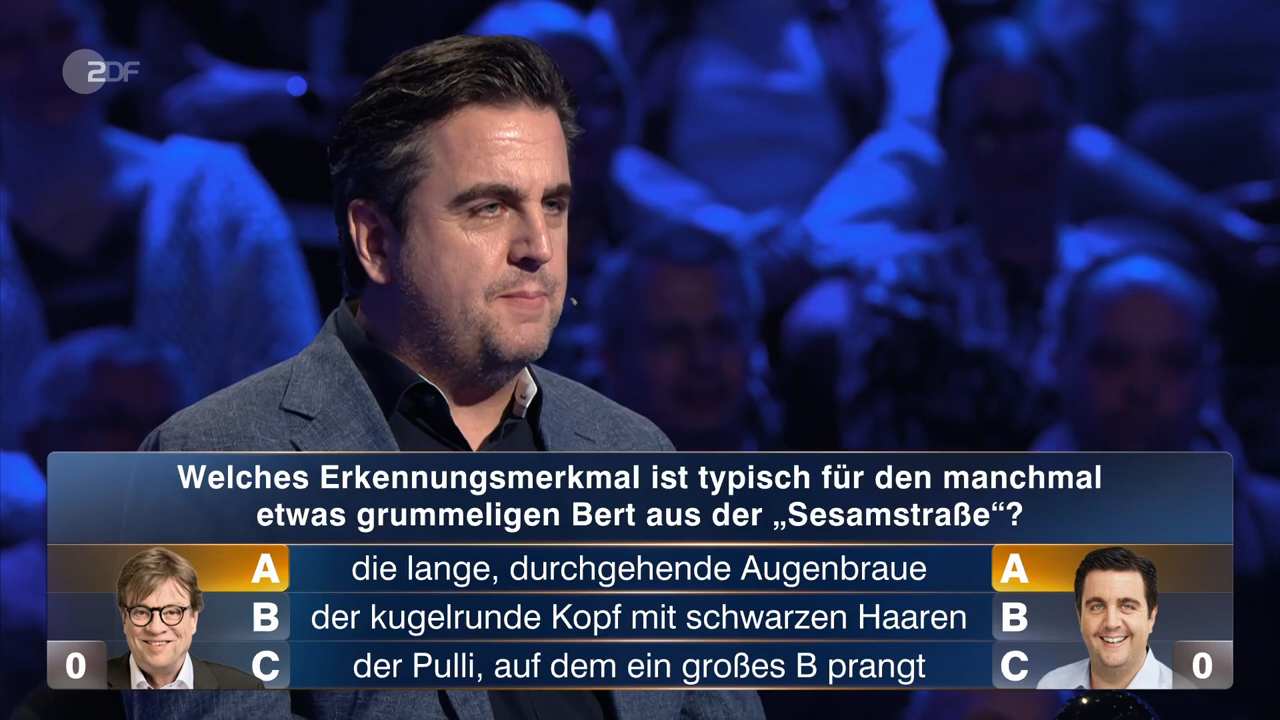 ZDF
Welches Erkennungsmerkmal ist typisch für den manchmal
etwas grummeligen Bert aus der „Sesamstraße“?
A die lange, durchgehende Augenbraue A
B der kugelrunde Kopf mit schwarzen Haaren B
0 C der Pulli, auf dem ein großes B prangt C 0